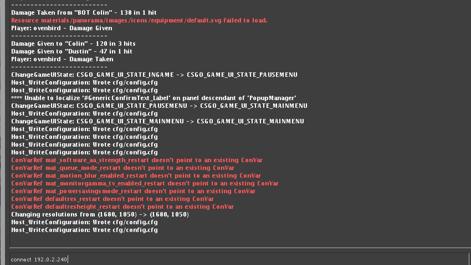 -------------------------
Damage Taken from "BOT Colin" - 138 in 1 hit
Resource materials/panorama/images/icons/equipment/default.svg failed to load.
Player: ovenbird - Damage Given
-------------------------
Damage Given to "Colin" - 120 in 3 hits
Damage Given to "Dustin" - 47 in 1 hit
Player: ovenbird - Damage Taken
-------------------------
ChangeGameUIState: CSGO_GAME_UI_STATE_INGAME -> CSGO_GAME_UI_STATE_PAUSEMENU
Host_WriteConfiguration: Wrote cfg/config.cfg
**** Unable to localize '#GenericConfirmText_Label' on panel descendant of 'PopupManager'
ChangeGameUIState: CSGO_GAME_UI_STATE_PAUSEMENU -> CSGO_GAME_UI_STATE_MAINMENU
Host_WriteConfiguration: Wrote cfg/config.cfg
ChangeGameUIState: CSGO_GAME_UI_STATE_MAINMENU -> CSGO_GAME_UI_STATE_MAINMENU
Host_WriteConfiguration: Wrote cfg/config.cfg
Host_WriteConfiguration: Wrote cfg/config.cfg
Host_WriteConfiguration: Wrote cfg/config.cfg
Host_WriteConfiguration: Wrote cfg/config.cfg
ConVarRef mat_software_aa_strength_restart doesn't point to an existing ConVar
ConVarRef mat_queue_mode_restart doesn't point to an existing ConVar
ConVarRef mat_motion_blur_enabled_restart doesn't point to an existing ConVar
ConVarRef mat_monitorgamma_tv_enabled_restart doesn't point to an existing ConVar
ConVarRef mat_powersavingsmode_restart doesn't point to an existing ConVar
ConVarRef defaultres_restart doesn't point to an existing ConVar
ConVarRef defaultresheight_restart doesn't point to an existing ConVar
Changing resolutions from (1680, 1050) -> (1680, 1050)
Host_WriteConfiguration: Wrote cfg/config.cfg
Host_WriteConfiguration: Wrote cfg/config.cfg
connect 192.0.2.240